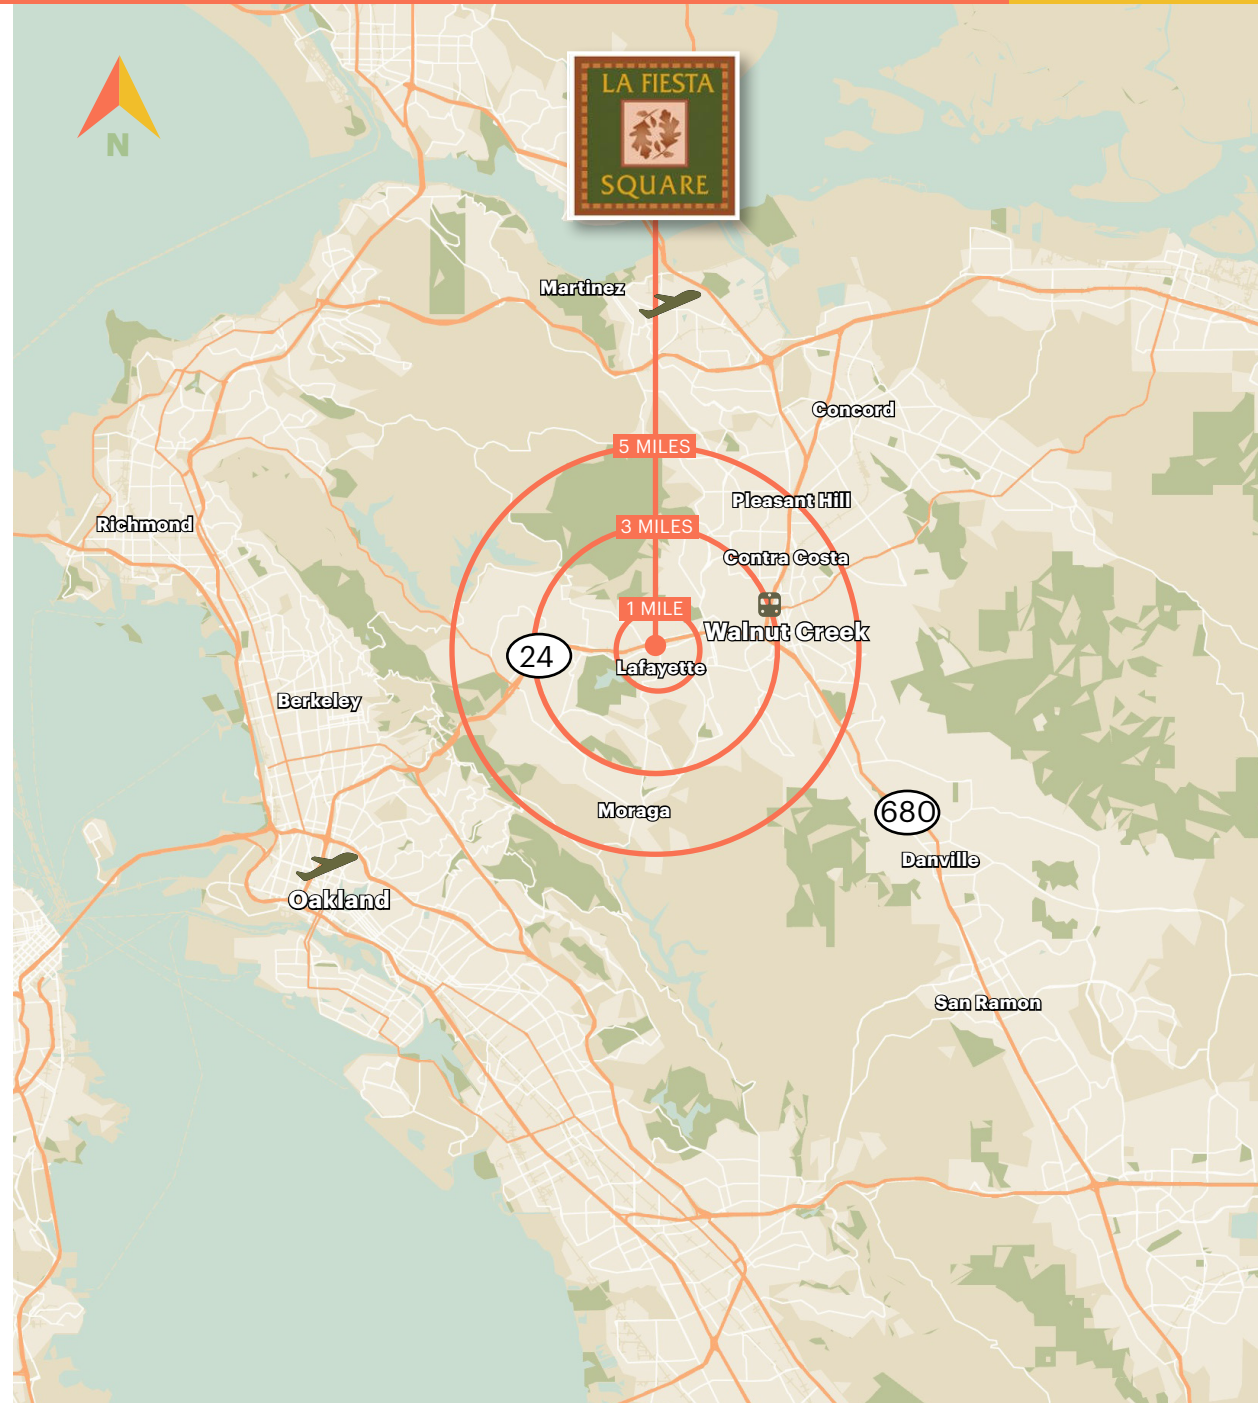 LA FIESTA
SQUARE
N
Martinez
Concord
5 MILES
Pleasant Hill
3 MILES
Richmond
Contra Costa
1 MILE
Walnut Creek
24
Lafayette
Berkeley
Moraga
680
Danville
Oakland
San Ramon